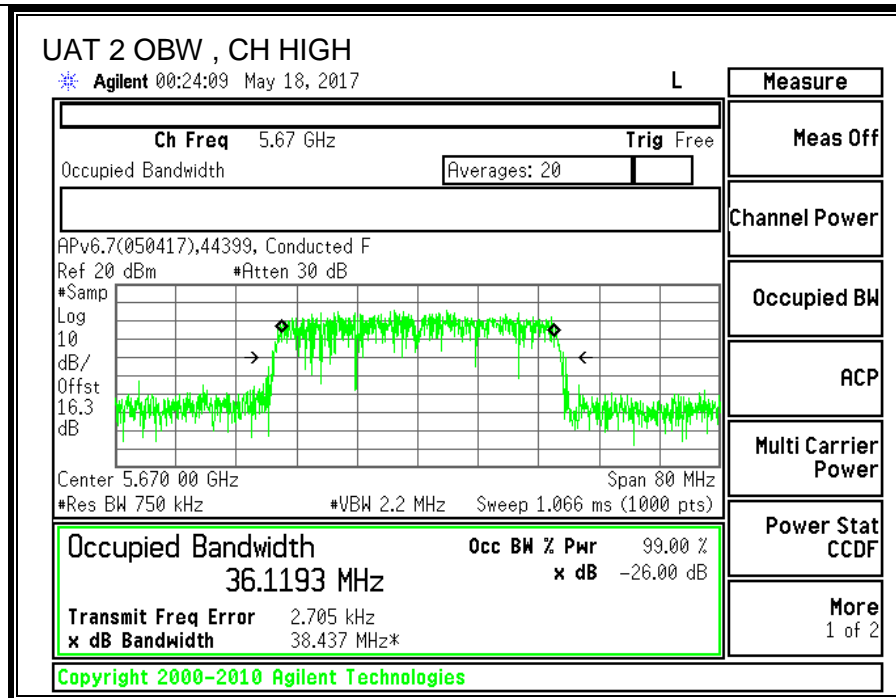 UAT 2 OBW , CH HIGH
Agilent 00:24:09 May 18, 2017 L
Measure
Ch Freq 5.67 GHz Trig Free
Meas Off
Occupied Bandwidth Averages: 20
Channel Power
APv6.7(050417),44399, Conducted F
Ref 20 dBm #Atten 30 dB
#Samp
Log
10
dB/
Offst
16.3
dB
Occupied BW
ACP
Multi Carrier
Power
Center 5.670 00 GHz Span 80 MHz
#Res BW 750 kHz #VBW 2.2 MHz Sweep 1.066 ms (1000 pts)
Power Stat
CCDF
Occupied Bandwidth Occ BW % Pwr 99.00 %
36.1193 MHz x dB -26.00 dB
Transmit Freq Error 2.705 kHz
x dB Bandwidth 38.437 MHz*
More
1 of 2
Copyright 2000-2010 Agilent Technologies